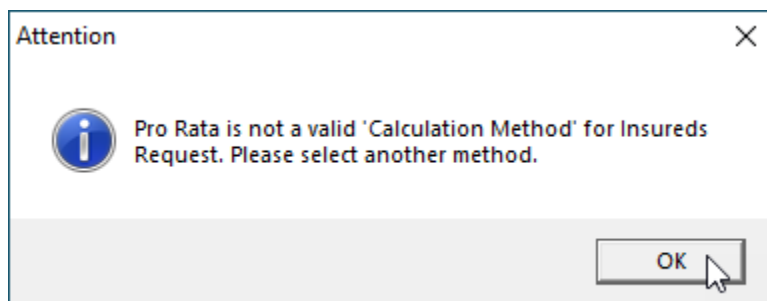 Attention
Pro Rata is not a valid 'Calculation Method' for Insureds
Request. Please select another method.
OK